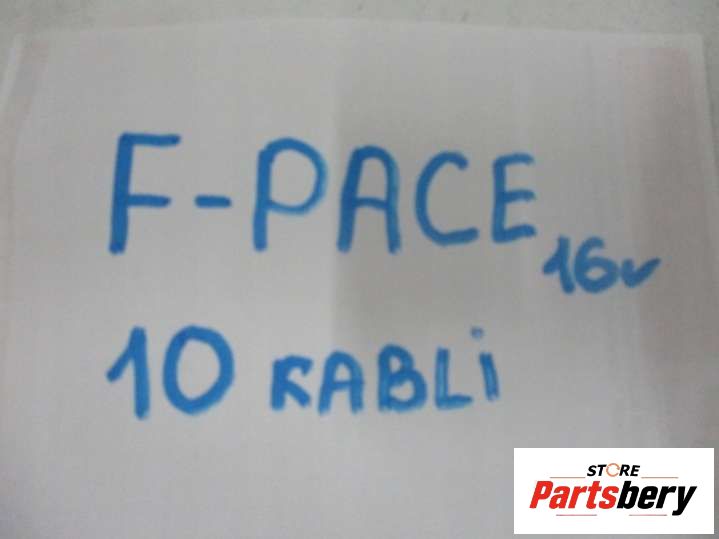 F-PACE
16v
10 KABLi
STORE
Partsbery